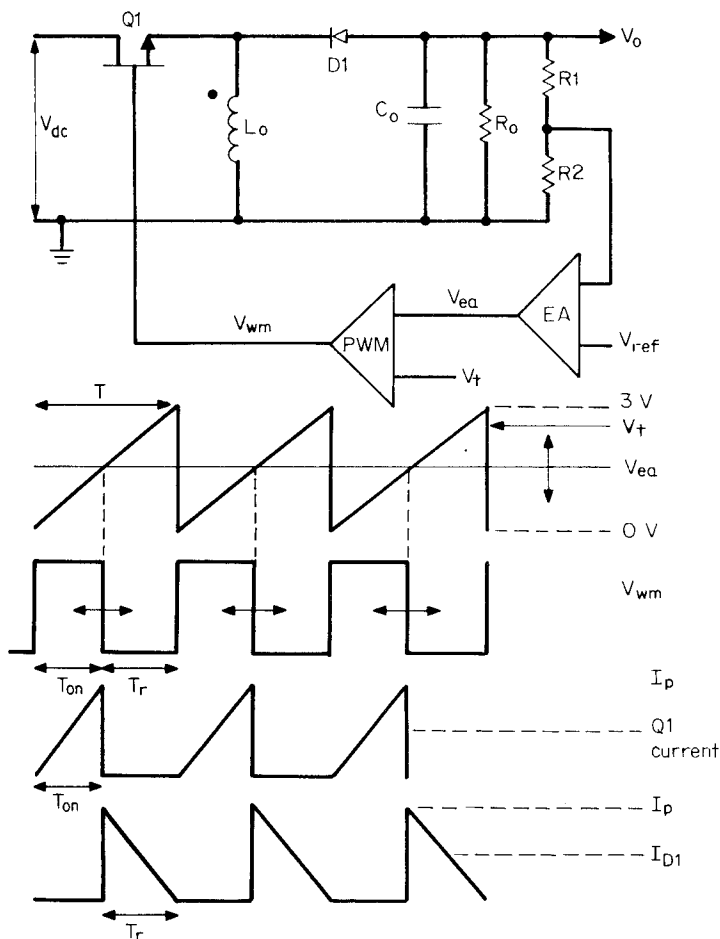 Q1
Vo
D1
R1
Vdc
Lo
Co
Ro
R2
Vea
EA
Vwm
PWM
Vref
Vt
T
3 V
Vt
Vea
0 V
Vwm
Ton
Tr
Ip
Q1
current
Ton
Ip
ID1
Tr